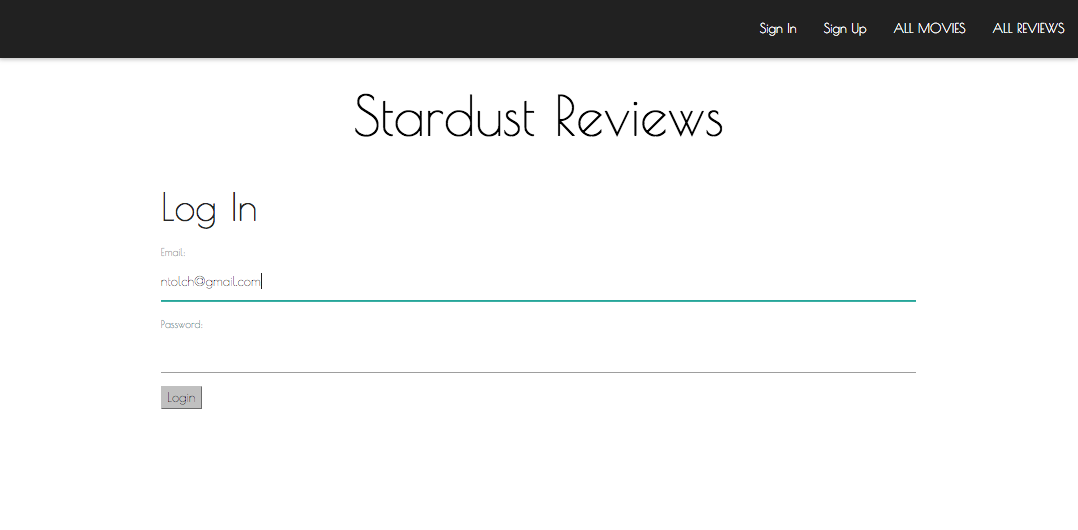 Sign In Sign Up ALL MOVIES ALL REVIEWS
Stardust Reviews
Log In
Email:
ntolch@gmail.com
Password:
Login